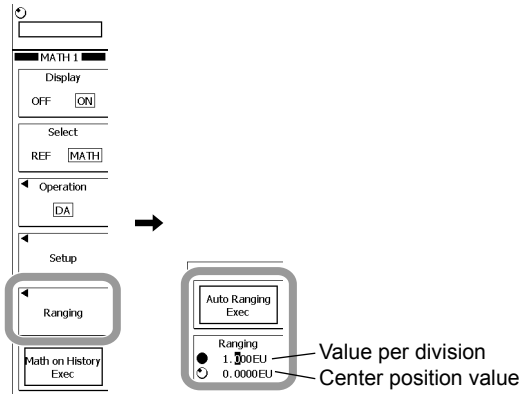 MATH 1
Display
OFF ON
Select
REF MATH
Operation
DA
Setup
Ranging
Math on History
Exec
Auto Ranging
Exec
Ranging
1.000EU
0.0000EU
Value per division
Center position value